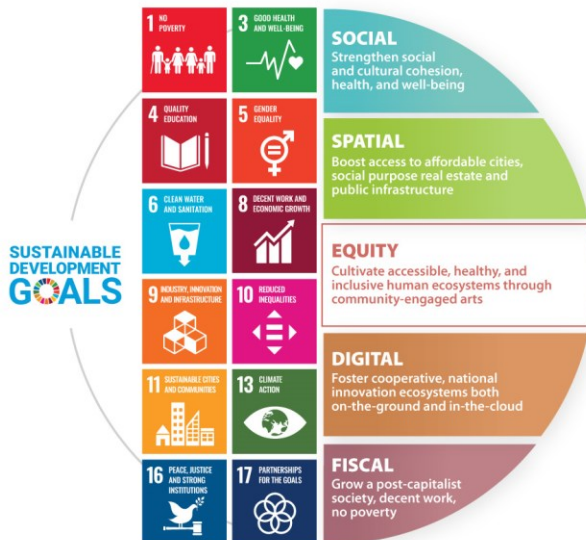 SUSTAINABLE
DEVELOPMENT
GOALS
1 NO
POVERTY
3 GOOD HEALTH
AND WELL-BEING
4 QUALITY
EDUCATION
5 GENDER
EQUALITY
6 CLEAN WATER
AND SANITATION
8 DECENT WORK AND
ECONOMIC GROWTH
9 INDUSTRY, INNOVATION
AND INFRASTRUCTURE
10 REDUCED
INEQUALITIES
11 SUSTAINABLE CITIES
AND COMMUNITIES
13 CLIMATE
ACTION
16 PEACE, JUSTICE
AND STRONG
INSTITUTIONS
17 PARTNERSHIPS
FOR THE GOALS
SOCIAL
Strengthen social
and cultural cohesion,
health, and well-being
SPATIAL
Boost access to affordable cities,
social purpose real estate and
public infrastructure
EQUITY
Cultivate accessible, healthy, and
inclusive human ecosystems through
community-engaged arts
DIGITAL
Foster cooperative, national
innovation ecosystems both
on-the-ground and in-the-cloud
FISCAL
Grow a post-capitalist
society, decent work,
no poverty